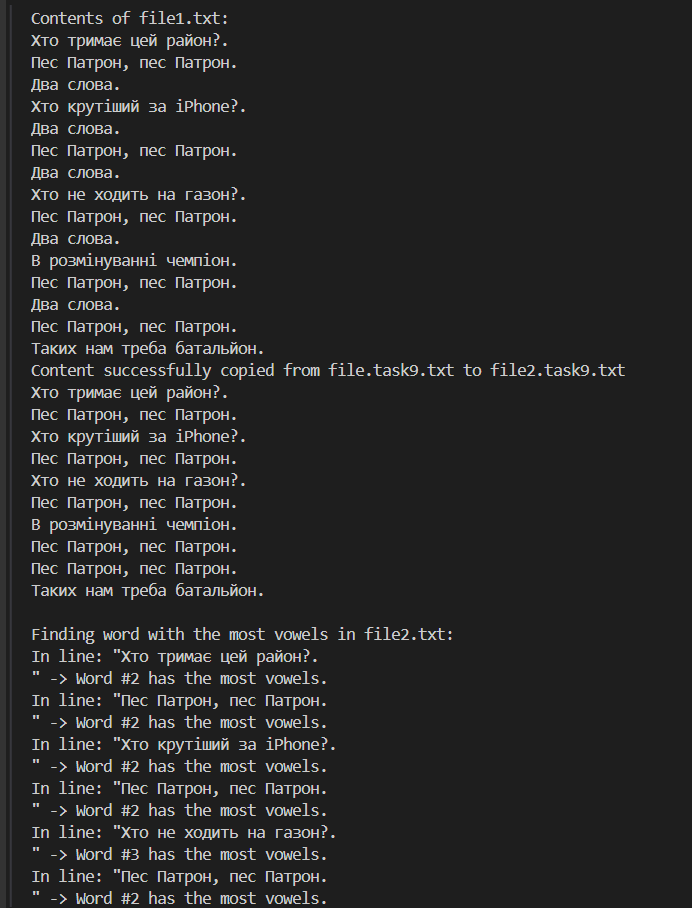 Contents of file1.txt:
Хто тримає цей район?.
Пес Патрон, пес Патрон.
Два слова.
Хто крутіший за iPhone?.
Два слова.
Пес Патрон, пес Патрон.
Два слова.
Хто не ходить на газон?.
Пес Патрон, пес Патрон.
Два слова.
В розмінуванні чемпіон.
Пес Патрон, пес Патрон.
Два слова.
Пес Патрон, пес Патрон.
Таких нам треба батальйон.
Content successfully copied from file.task9.txt to file2.task9.txt
Хто тримає цей район?.
Пес Патрон, пес Патрон.
Хто крутіший за iPhone?.
Пес Патрон, пес Патрон.
Хто не ходить на газон?.
Пес Патрон, пес Патрон.
В розмінуванні чемпіон.
Пес Патрон, пес Патрон.
Пес Патрон, пес Патрон.
Таких нам треба батальйон.

Finding word with the most vowels in file2.txt:
In line: "Хто тримає цей район?.
" -> Word #2 has the most vowels.
In line: "Пес Патрон, пес Патрон.
" -> Word #2 has the most vowels.
In line: "Хто крутіший за iPhone?.
" -> Word #2 has the most vowels.
In line: "Пес Патрон, пес Патрон.
" -> Word #2 has the most vowels.
In line: "Хто не ходить на газон?.
" -> Word #3 has the most vowels.
In line: "Пес Патрон, пес Патрон.
" -> Word #2 has the most vowels.